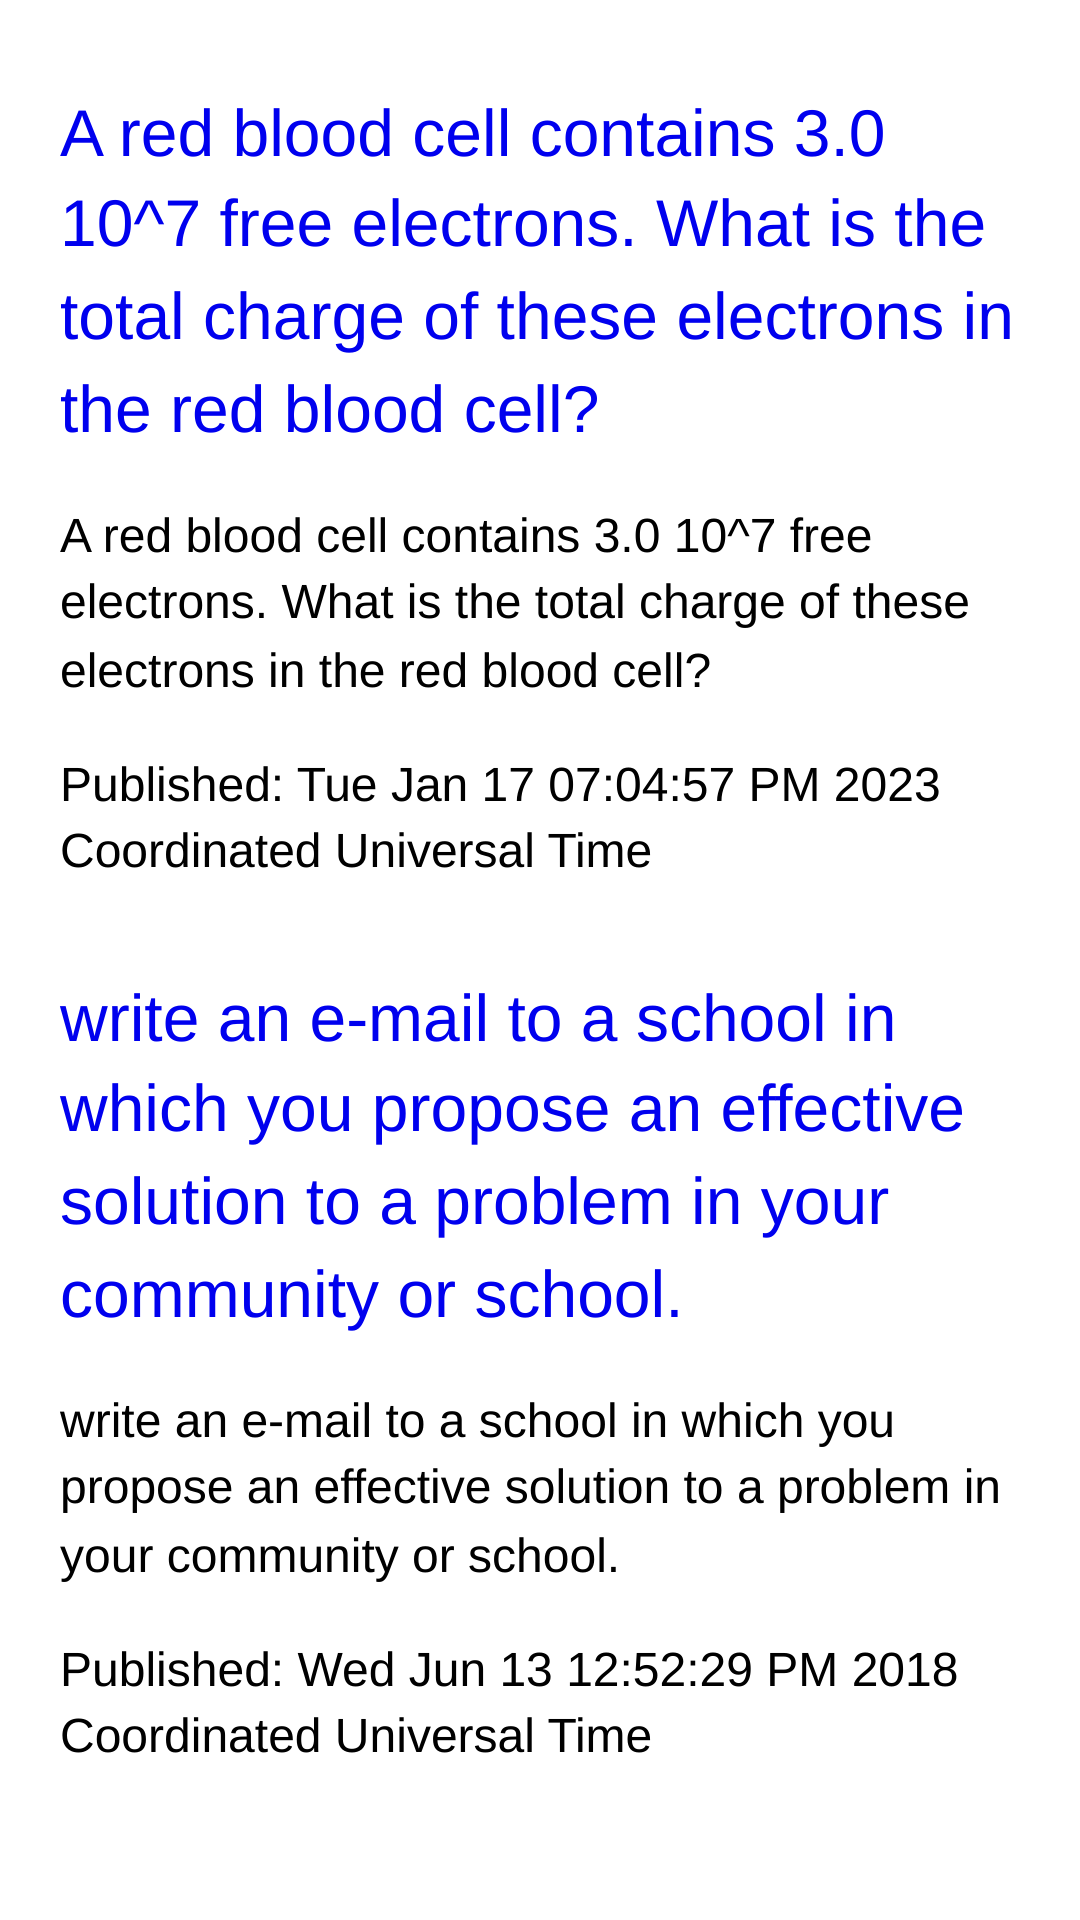 A red blood cell contains 3.0
10^7 free electrons. What is the
total charge of these electrons in
the red blood cell?
A red blood cell contains 3.0 10^7 free
electrons. What is the total charge of these
electrons in the red blood cell?
Published: Tue Jan 17 07:04:57 PM 2023
Coordinated Universal Time
write an e-mail to a school in
which you propose an effective
solution to a problem in your
community or school.
write an e-mail to a school in which you
propose an effective solution to a problem in
your community or school.
Published: Wed Jun 13 12:52:29 PM 2018
Coordinated Universal Time